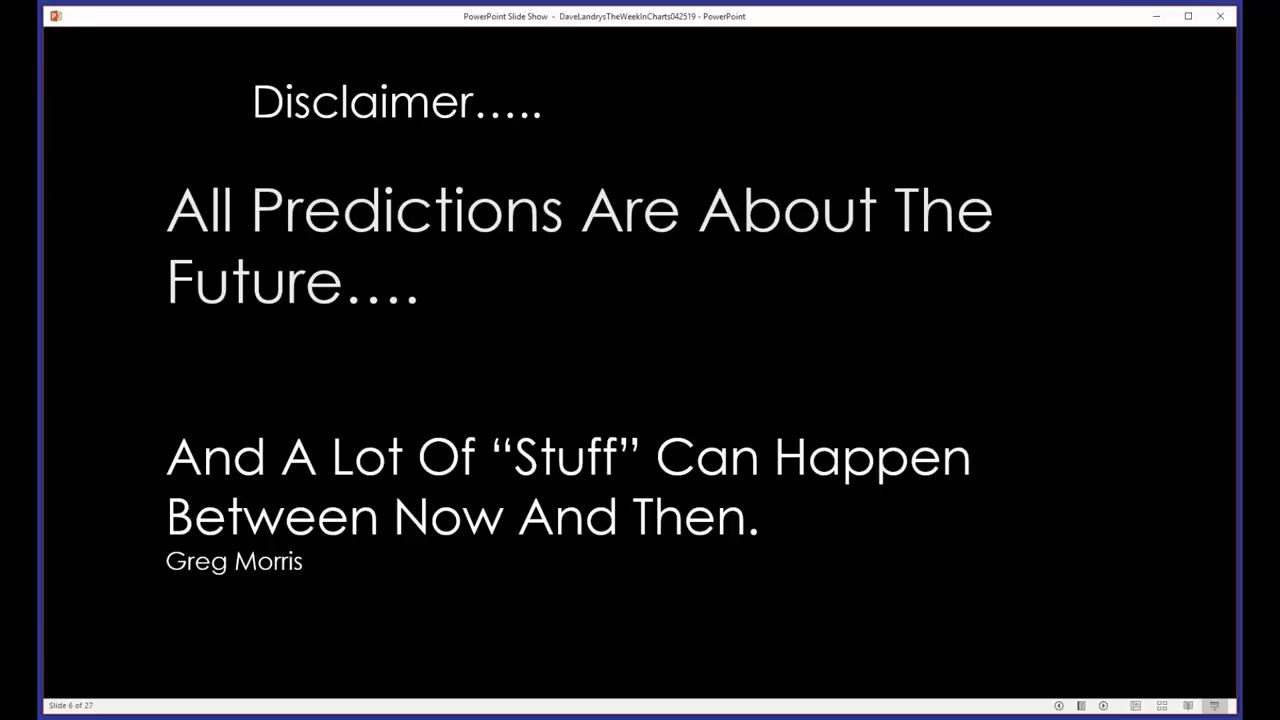 PowerPoint Slide Show - DaveLandrysTheWeekInCharts042519 - PowerPoint
Disclaimer.....
All Predictions Are About The
Future....
And A Lot Of “Stuff” Can Happen
Between Now And Then.
Greg Morris
Slide 6 of 27